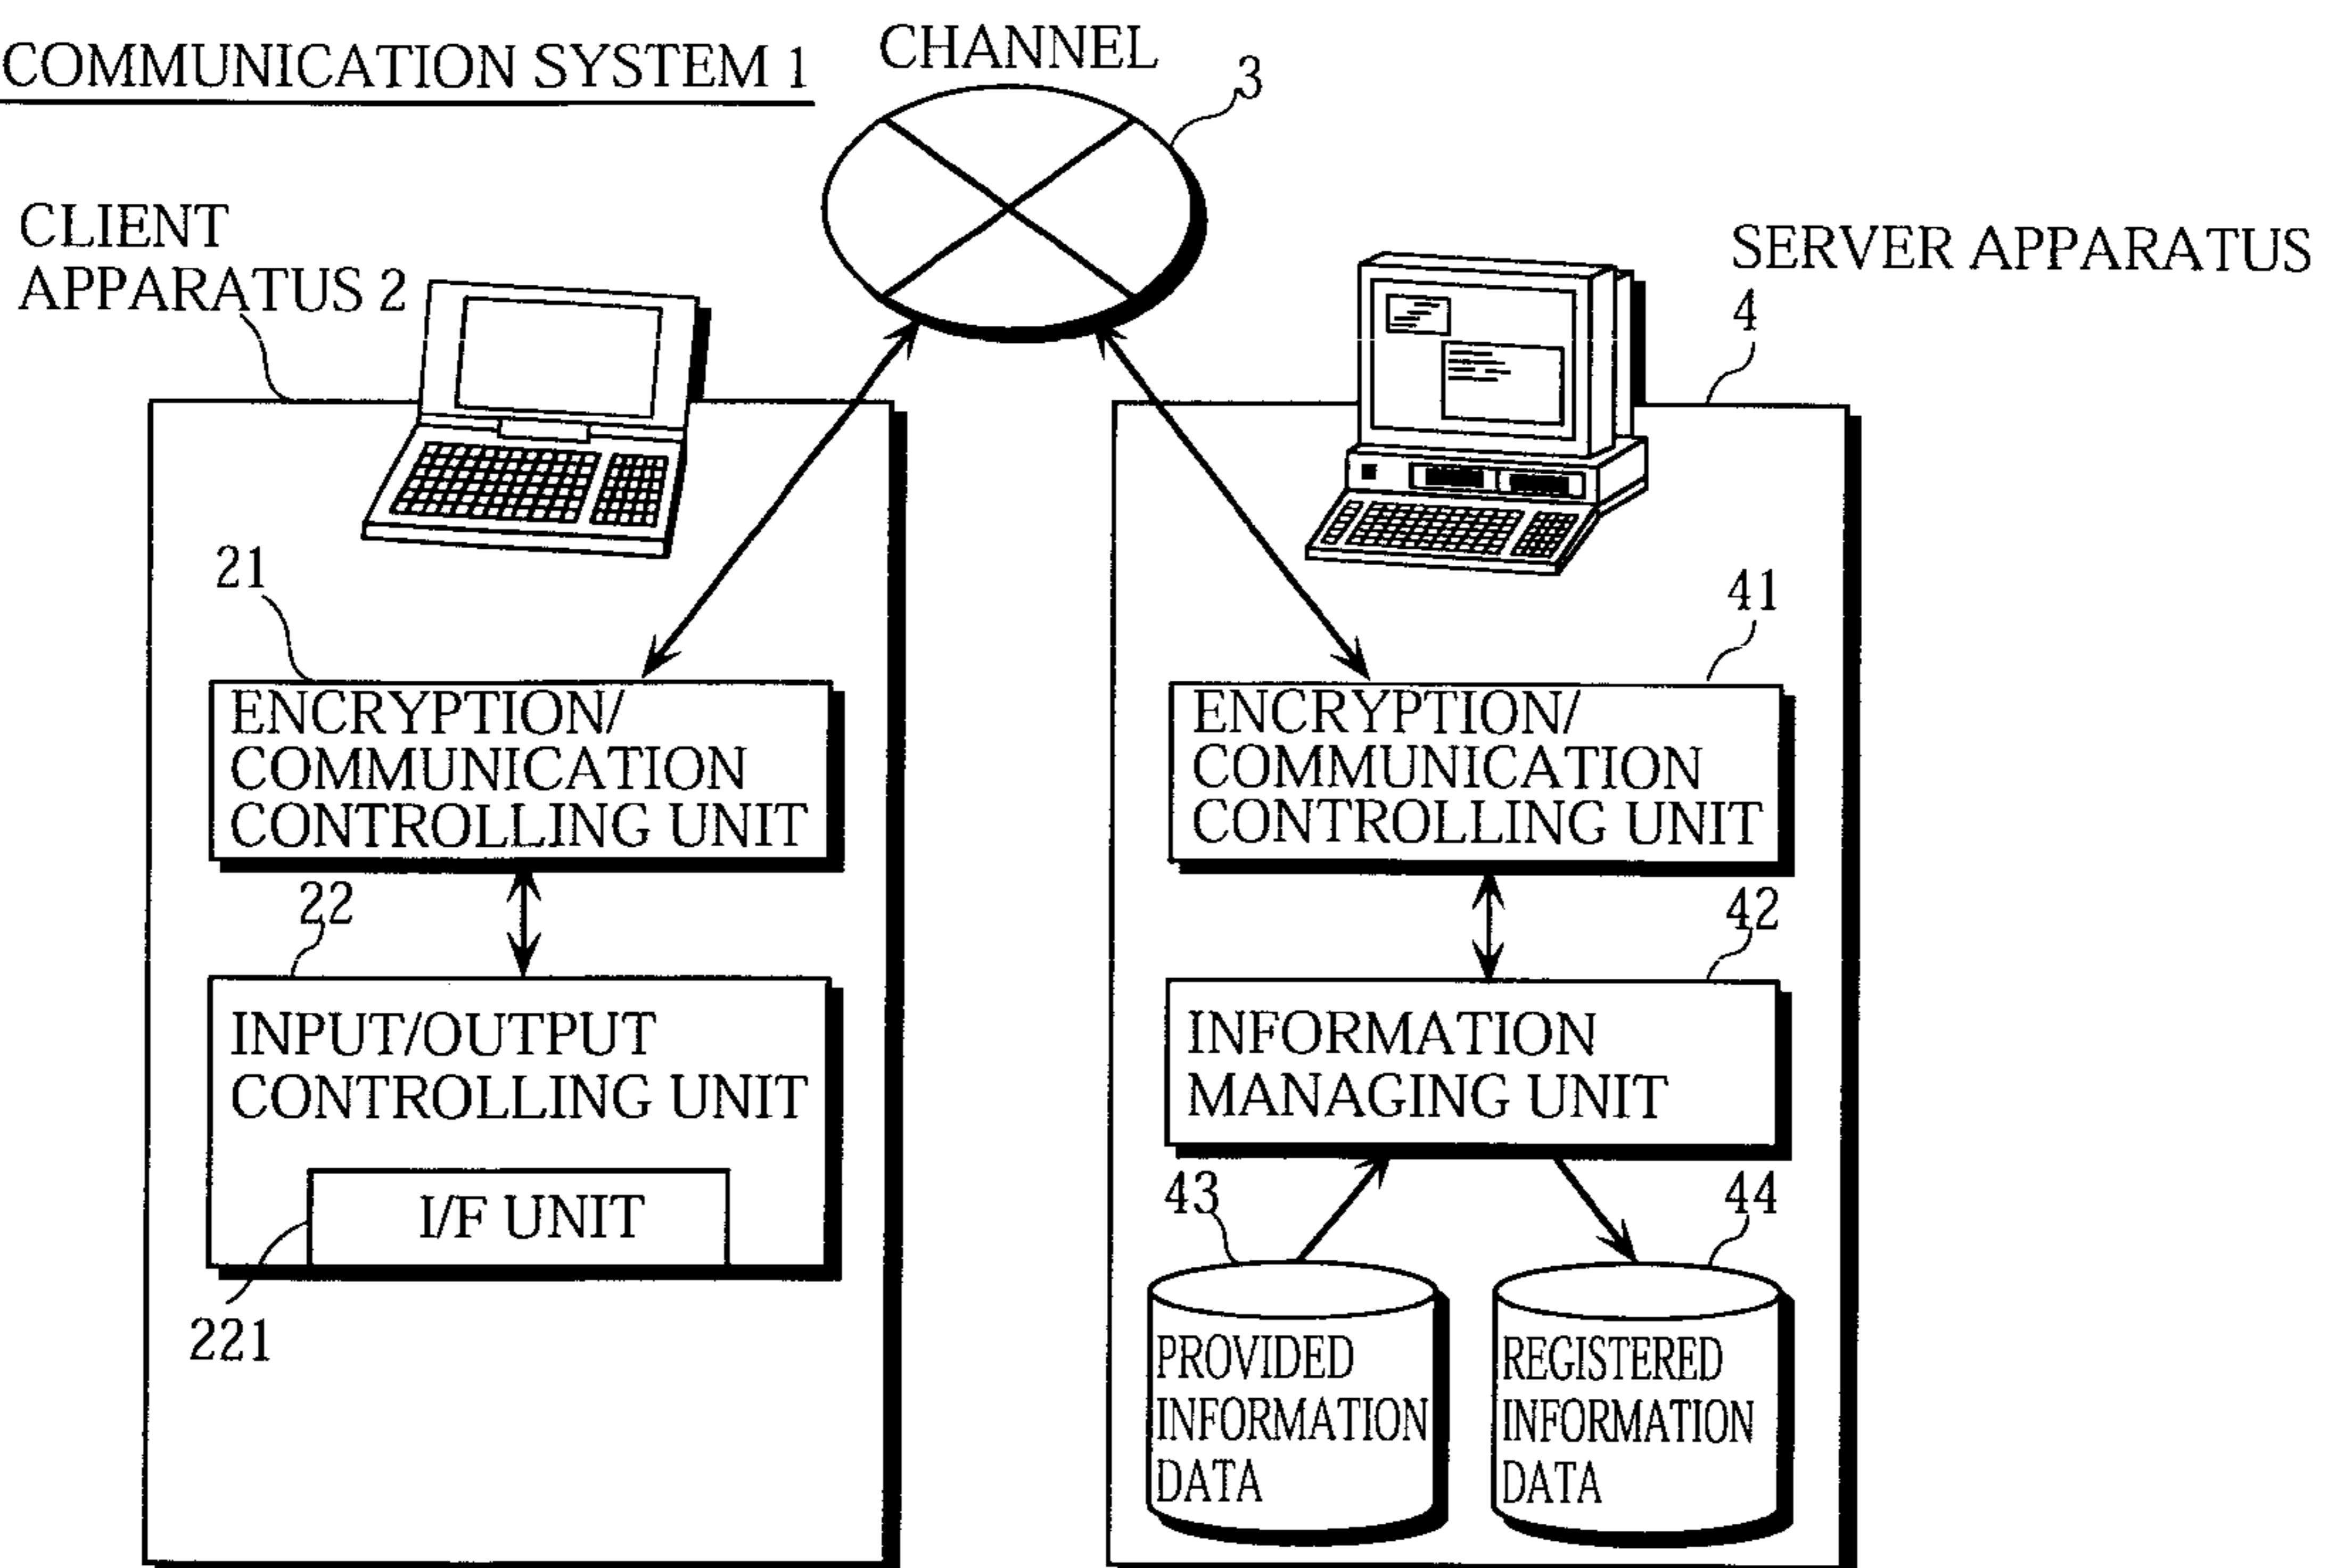 COMMUNICATION SYSTEM 1
CHANNEL
3
CLIENT
APPARATUS 2
SERVER APPARATUS
4
21
ENCRYPTION/
COMMUNICATION
CONTROLLING UNIT
22
INPUT/OUTPUT
CONTROLLING UNIT
I/F UNIT
221
41
ENCRYPTION/
COMMUNICATION
CONTROLLING UNIT
42
INFORMATION
MANAGING UNIT
43
44
PROVIDED
INFORMATION
DATA
REGISTERED
INFORMATION
DATA